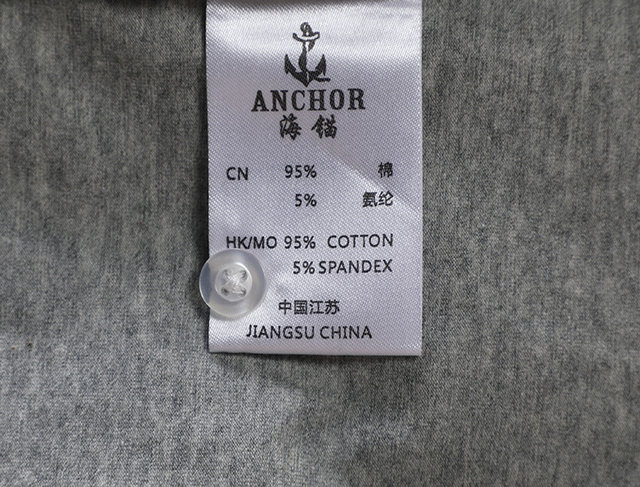 ANCHOR
海锚
CN 95% 棉
5% 氨纶
HK/MO 95% COTTON
5% SPANDEX
中国江苏
JIANGSU CHINA